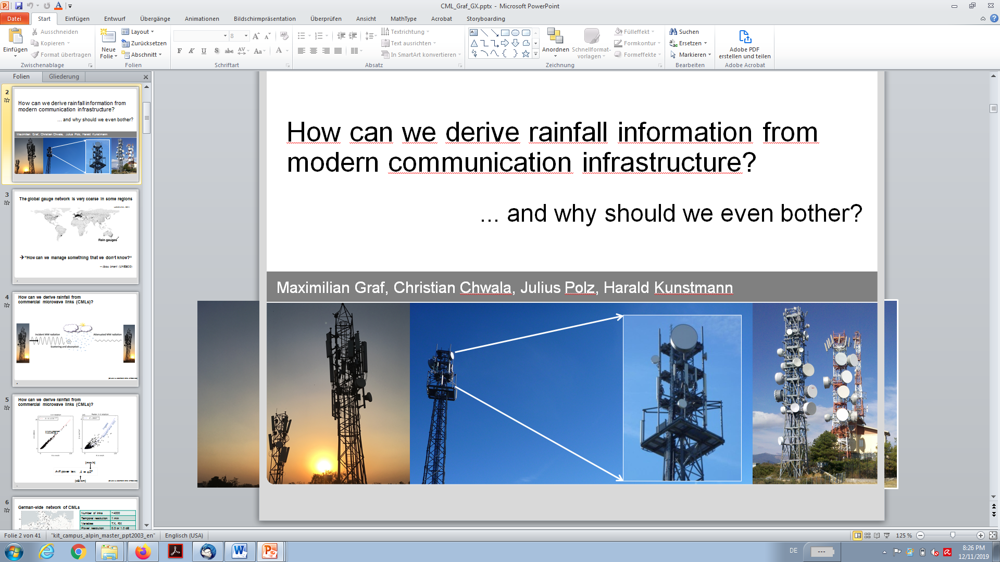 CML_Graf_GX.pptx - Microsoft PowerPoint
Datei Start Einfügen Entwurf Übergänge Animationen Bildschirmpräsentation Überprüfen Ansicht MathType Acrobat Storyboarding
Einfügen
Ausschneiden
Kopieren
Format übertragen
Zwischenablage
Neue Folie
Layout
Zurücksetzen
Abschnitt
Folien
8
F K U S abc AV Aa A
Schriftart
Textrichtung
Text ausrichten
In SmartArt konvertieren
Absatz
Anordnen
Schnellformat-
vorlagen
Fülleffekt
Formkontur
Formeffekte
Zeichnung
Suchen
Ersetzen
Markieren
Bearbeiten
Adobe PDF
erstellen und teilen
Adobe Acrobat
Folien Gliederung
2
How can we derive rainfall information from
modern communication infrastructure?
... and why should we even bother?
Maximilian Graf, Christian Chwala, Julius Polz, Harald Kunstmann
3
The global gauge network is very coarse in some regions
Rain gauges
"How can we manage something that we don't know?"
-- Abou Amani (UNESCO)
4
How can we derive rainfall from
commercial microwave links (CMLs)?
Incident MW radiation
Attenuated MW radiation
Scattering and absorption
5
How can we derive rainfall from
commercial microwave links (CMLs)?
[mm/h]
A-R power law:
[dB/km]
6
German-wide network of CMLs
Number of links ~4000
Temporal resolution 1 min
Variables TX, RX
Power resolution 0.3 or 1.0 dB
How can we derive rainfall information from
modern communication infrastructure?
... and why should we even bother?
Maximilian Graf, Christian Chwala, Julius Polz, Harald Kunstmann
Folie 2 von 41 "kit_campus_alpin_master_ppt2003_en" Englisch (USA)
125 %
DE
---
8:26 PM
12/11/2019